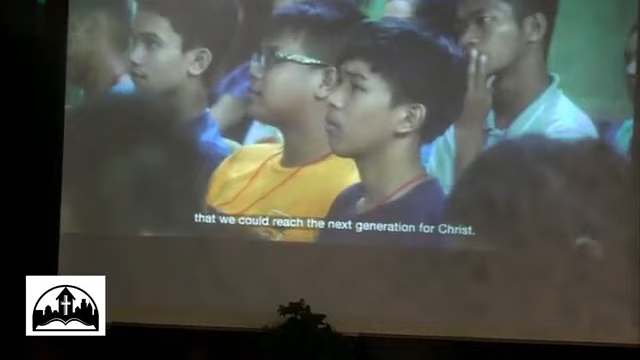 that we could reach the next generation for Christ.